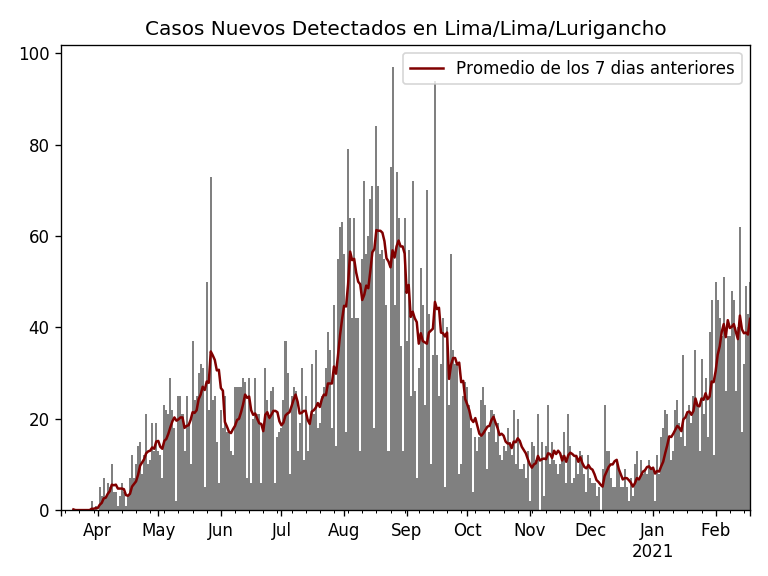 Casos Nuevos Detectados en Lima/Lima/Lurigancho
Promedio de los 7 dias anteriores
100
80
60
40
20
0
Apr May Jun Jul Aug Sep Oct Nov Dec Jan Feb
2021